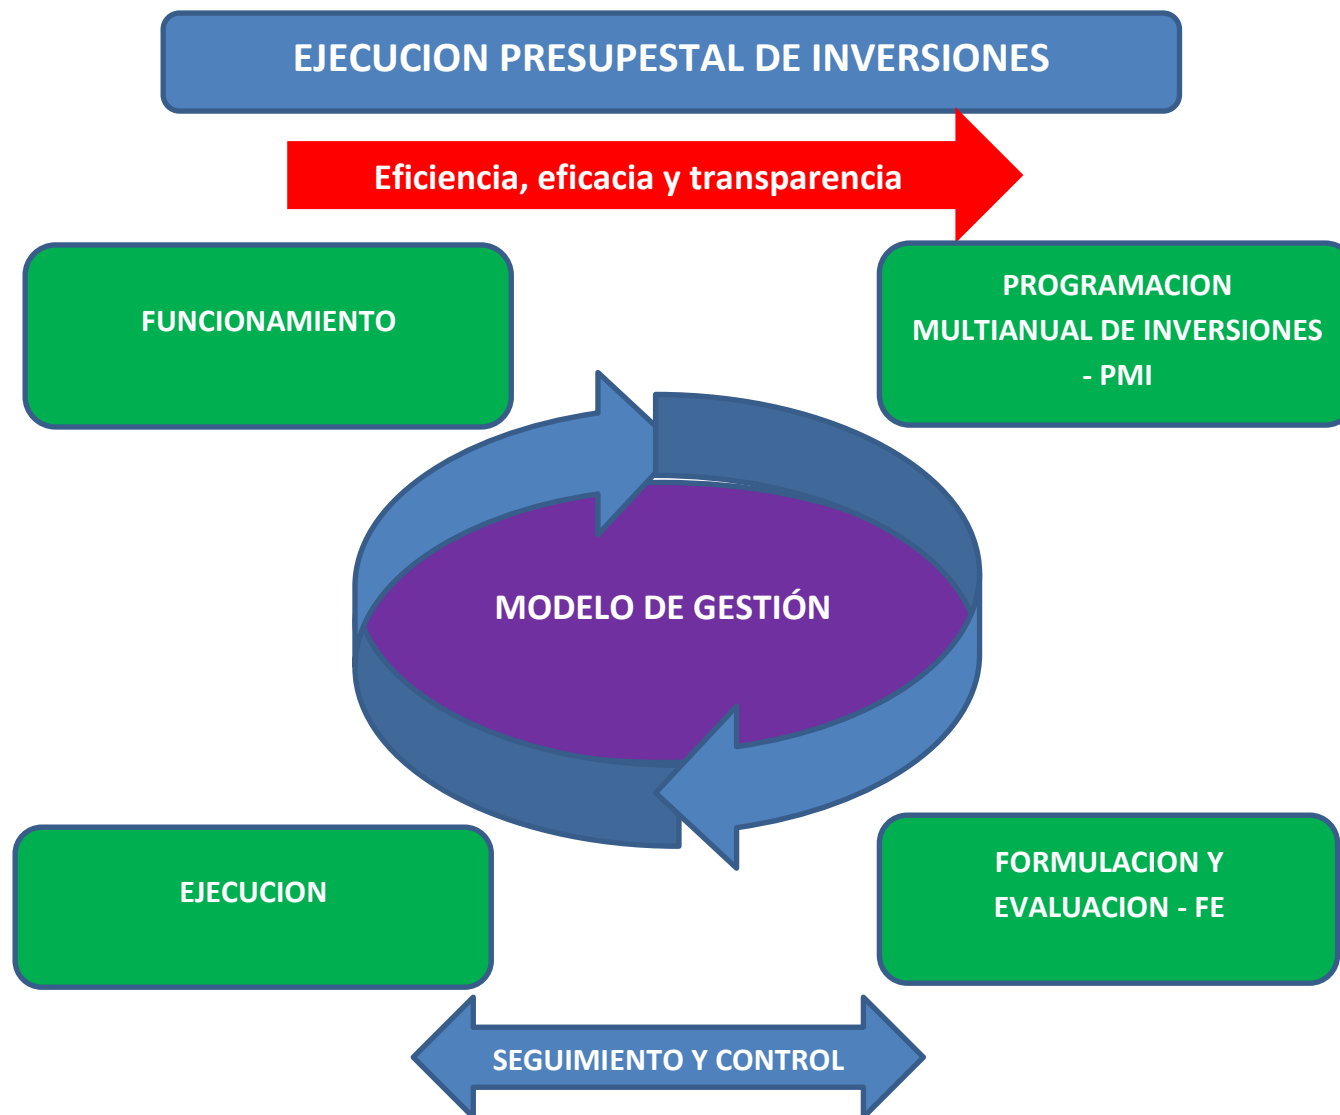 EJECUCION PRESUPESTAL DE INVERSIONES
Eficiencia, eficacia y transparencia
FUNCIONAMIENTO
PROGRAMACION
MULTIANUAL DE INVERSIONES
- PMI
MODELO DE GESTIÓN
EJECUCION
FORMULACION Y
EVALUACION - FE
SEGUIMIENTO Y CONTROL